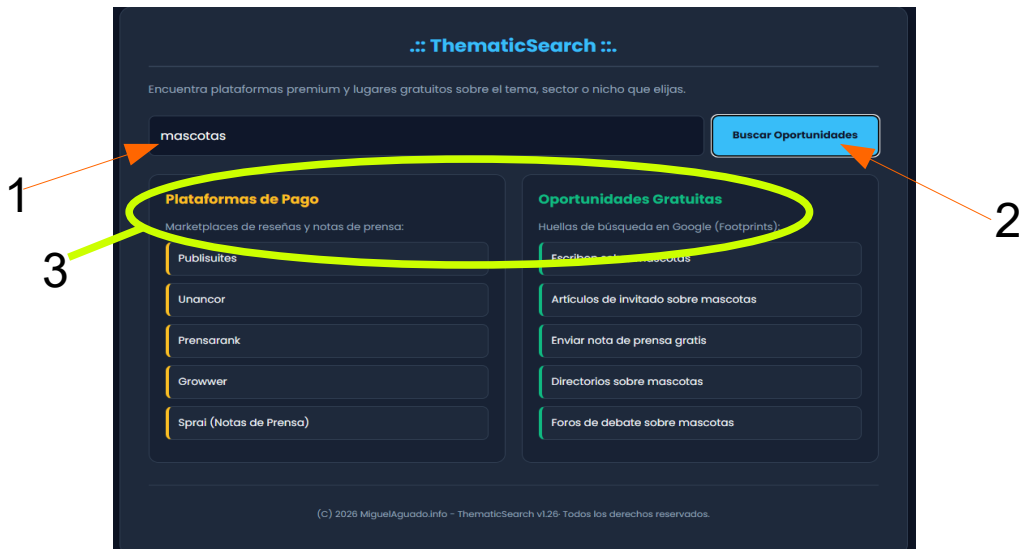 .:: ThematicSearch ::.
Encuentra plataformas premium y lugares gratuitos sobre el tema, sector o nicho que elijas.
mascotas
Buscar Oportunidades
1
2
3
Plataformas de Pago
Marketplaces de reseñas y notas de prensa:
Publisuites
Unancor
Prensarank
Growwer
Sprai (Notas de Prensa)
Oportunidades Gratuitas
Huellas de búsqueda en Google (Footprints):
mascotas
Artículos de invitado sobre mascotas
Enviar nota de prensa gratis
Directorios sobre mascotas
Foros de debate sobre mascotas
(C) 2026 MiguelAguado.info - ThematicSearch v1.26· Todos los derechos reservados.